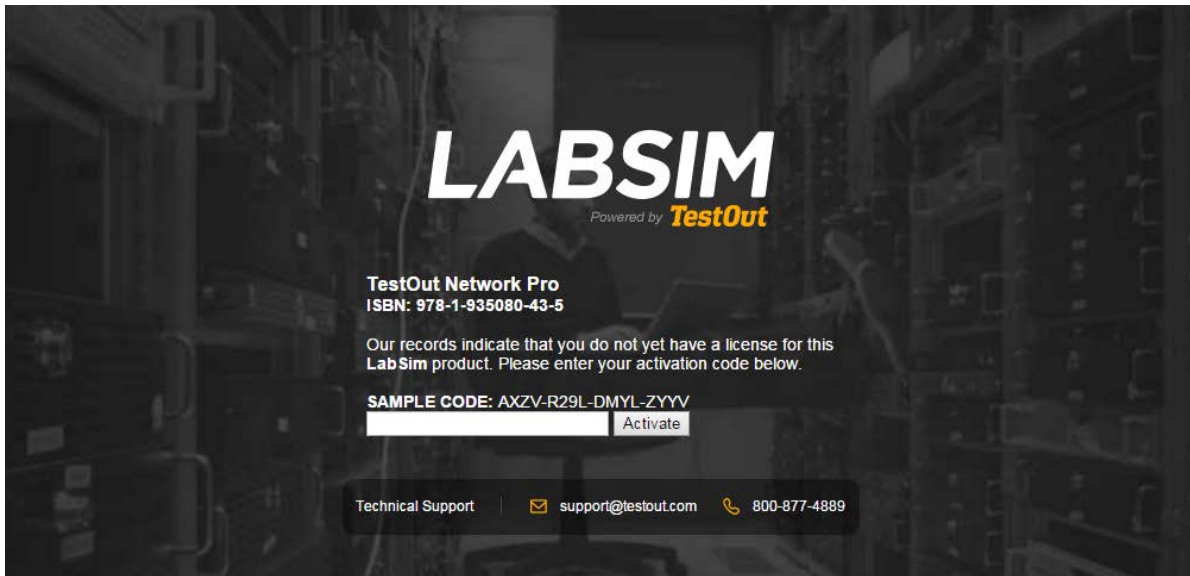 LABSIM
Powered by TestOut
TestOut Network Pro
ISBN: 978-1-935080-43-5
Our records indicate that you do not yet have a license for this
LabSim product. Please enter your activation code below.
SAMPLE CODE: AXZV-R29L-DMYL-ZYYV
Activate
Technical Support | support@testout.com 800-877-4889